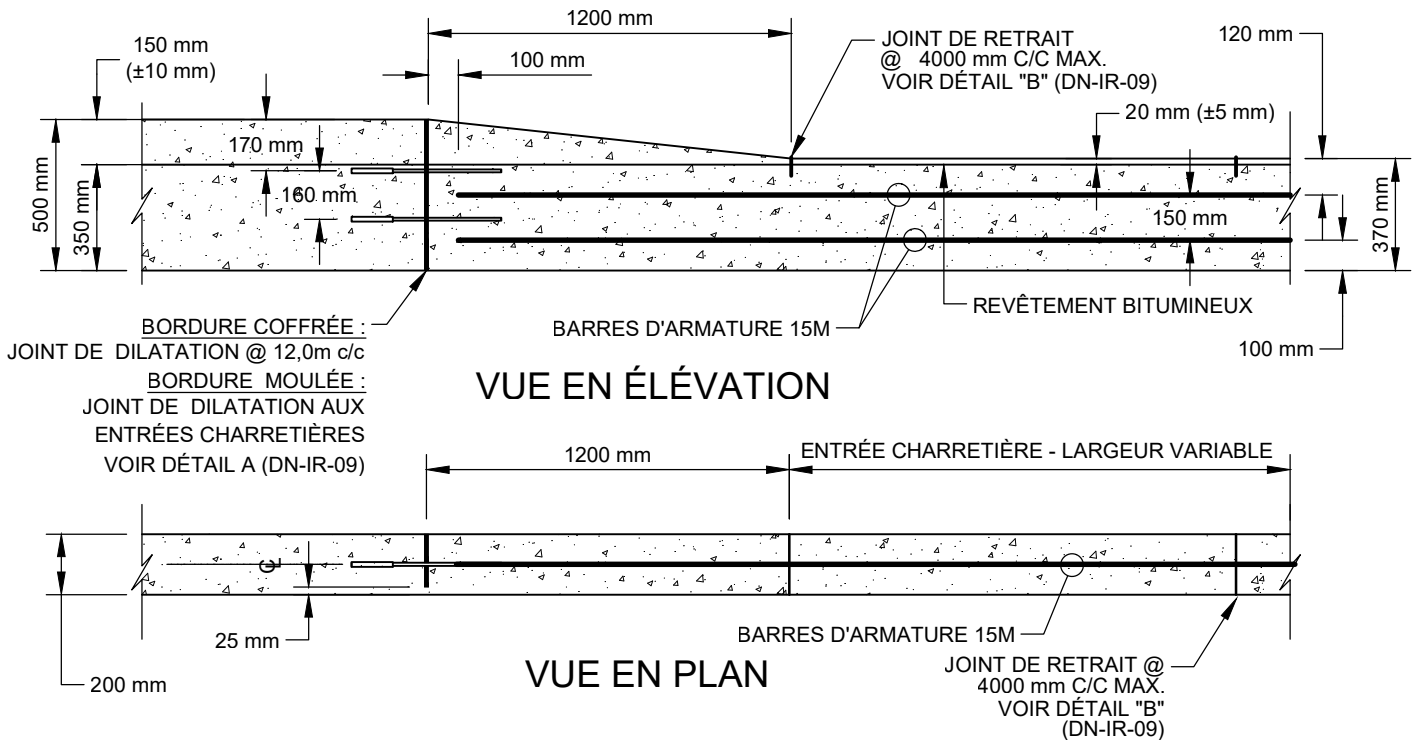 1200 mm
150 mm
(±10 mm)
100 mm
JOINT DE RETRAIT
@ 4000 mm C/C MAX.
VOIR DÉTAIL "B" (DN-IR-09)
120 mm
20 mm (±5 mm)
170 mm
160 mm
500 mm
350 mm
150 mm
370 mm
REVÊTEMENT BITUMINEUX
BARRES D'ARMATURE 15M
100 mm
BORDURE COFFRÉE :
JOINT DE DILATATION @ 12,0m c/c
BORDURE MOULÉE :
JOINT DE DILATATION AUX
ENTRÉES CHARRETIÈRES
VOIR DÉTAIL A (DN-IR-09)
VUE EN ÉLÉVATION
1200 mm
ENTRÉE CHARRETIÈRE - LARGEUR VARIABLE
CL
25 mm
200 mm
BARRES D'ARMATURE 15M
VUE EN PLAN
JOINT DE RETRAIT @
4000 mm C/C MAX.
VOIR DÉTAIL "B"
(DN-IR-09)